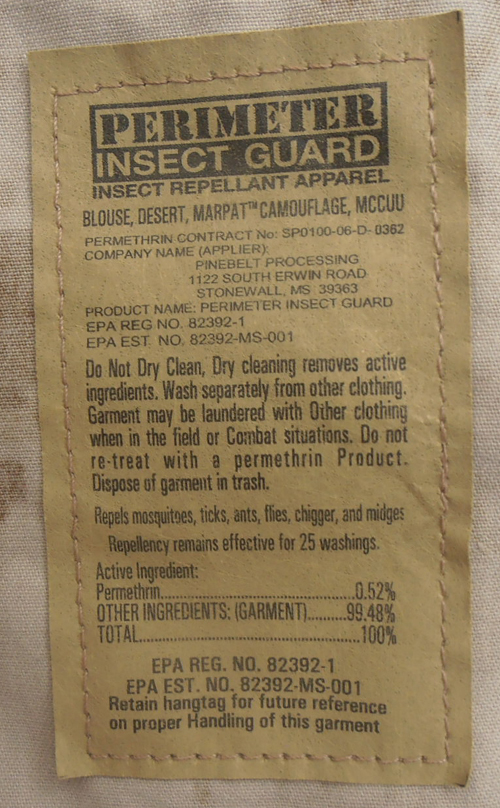 PERIMETER
INSECT GUARD
INSECT REPELLANT APPAREL
BLOUSE, DESERT, MARPAT™ CAMOUFLAGE, MCCUU
PERMETHRIN CONTRACT No: SP0100-06-D-0362
COMPANY NAME (APPLIER):
PINEBELT PROCESSING
1122 SOUTH ERWIN ROAD
STONEWALL, MS 39363
PRODUCT NAME: PERIMETER INSECT GUARD
EPA REG NO. 82392-1
EPA EST NO. 82392-MS-001
Do Not Dry Clean, Dry cleaning removes active
ingredients. Wash separately from other clothing.
Garment may be laundered with Other clothing
when in the field or Combat situations. Do not
re-treat with a permethrin Product.
Dispose of garment in trash.
Repels mosquitoes, ticks, ants, flies, chigger, and midges
Repellency remains effective for 25 washings.
Active Ingredient:
Permethrin..............................................0.52%
OTHER INGREDIENTS: (GARMENT)..........99.48%
TOTAL....................................................100%
EPA REG. NO. 82392-1
EPA EST. NO. 82392-MS-001
Retain hangtag for future reference
on proper Handling of this garment